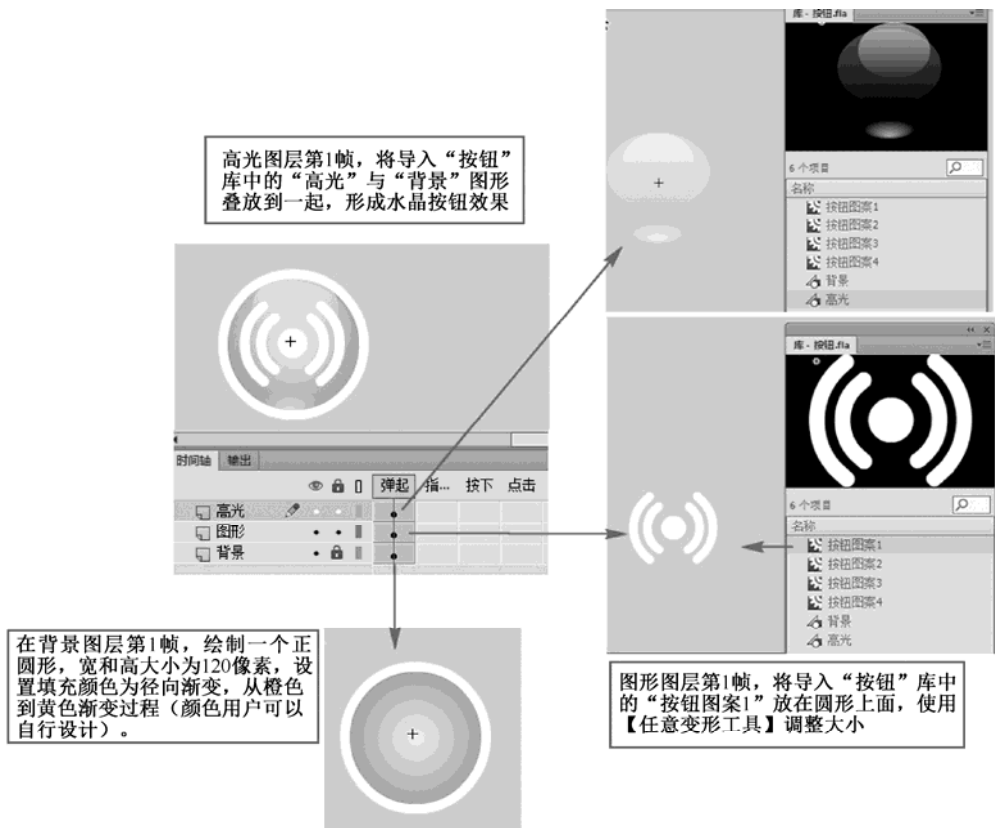 库 - 按钮.fla
6 个项目
名称
按钮图案1
按钮图案2
按钮图案3
按钮图案4
背景
高光
高光图层第1帧，将导入“按钮”
库中的“高光”与“背景”图形
叠放到一起，形成水晶按钮效果
时间轴 输出
弹起 指... 按下 点击
高光
图形
背景
库 - 按钮.fla
6 个项目
名称
按钮图案1
按钮图案2
按钮图案3
按钮图案4
背景
高光
在背景图层第1帧，绘制一个正
圆形，宽和高大小为120像素，设
置填充颜色为径向渐变，从橙色
到黄色渐变过程（颜色用户可以
自行设计）。
图形图层第1帧，将导入“按钮”库中
的“按钮图案1”放在圆形上面，使用
【任意变形工具】调整大小